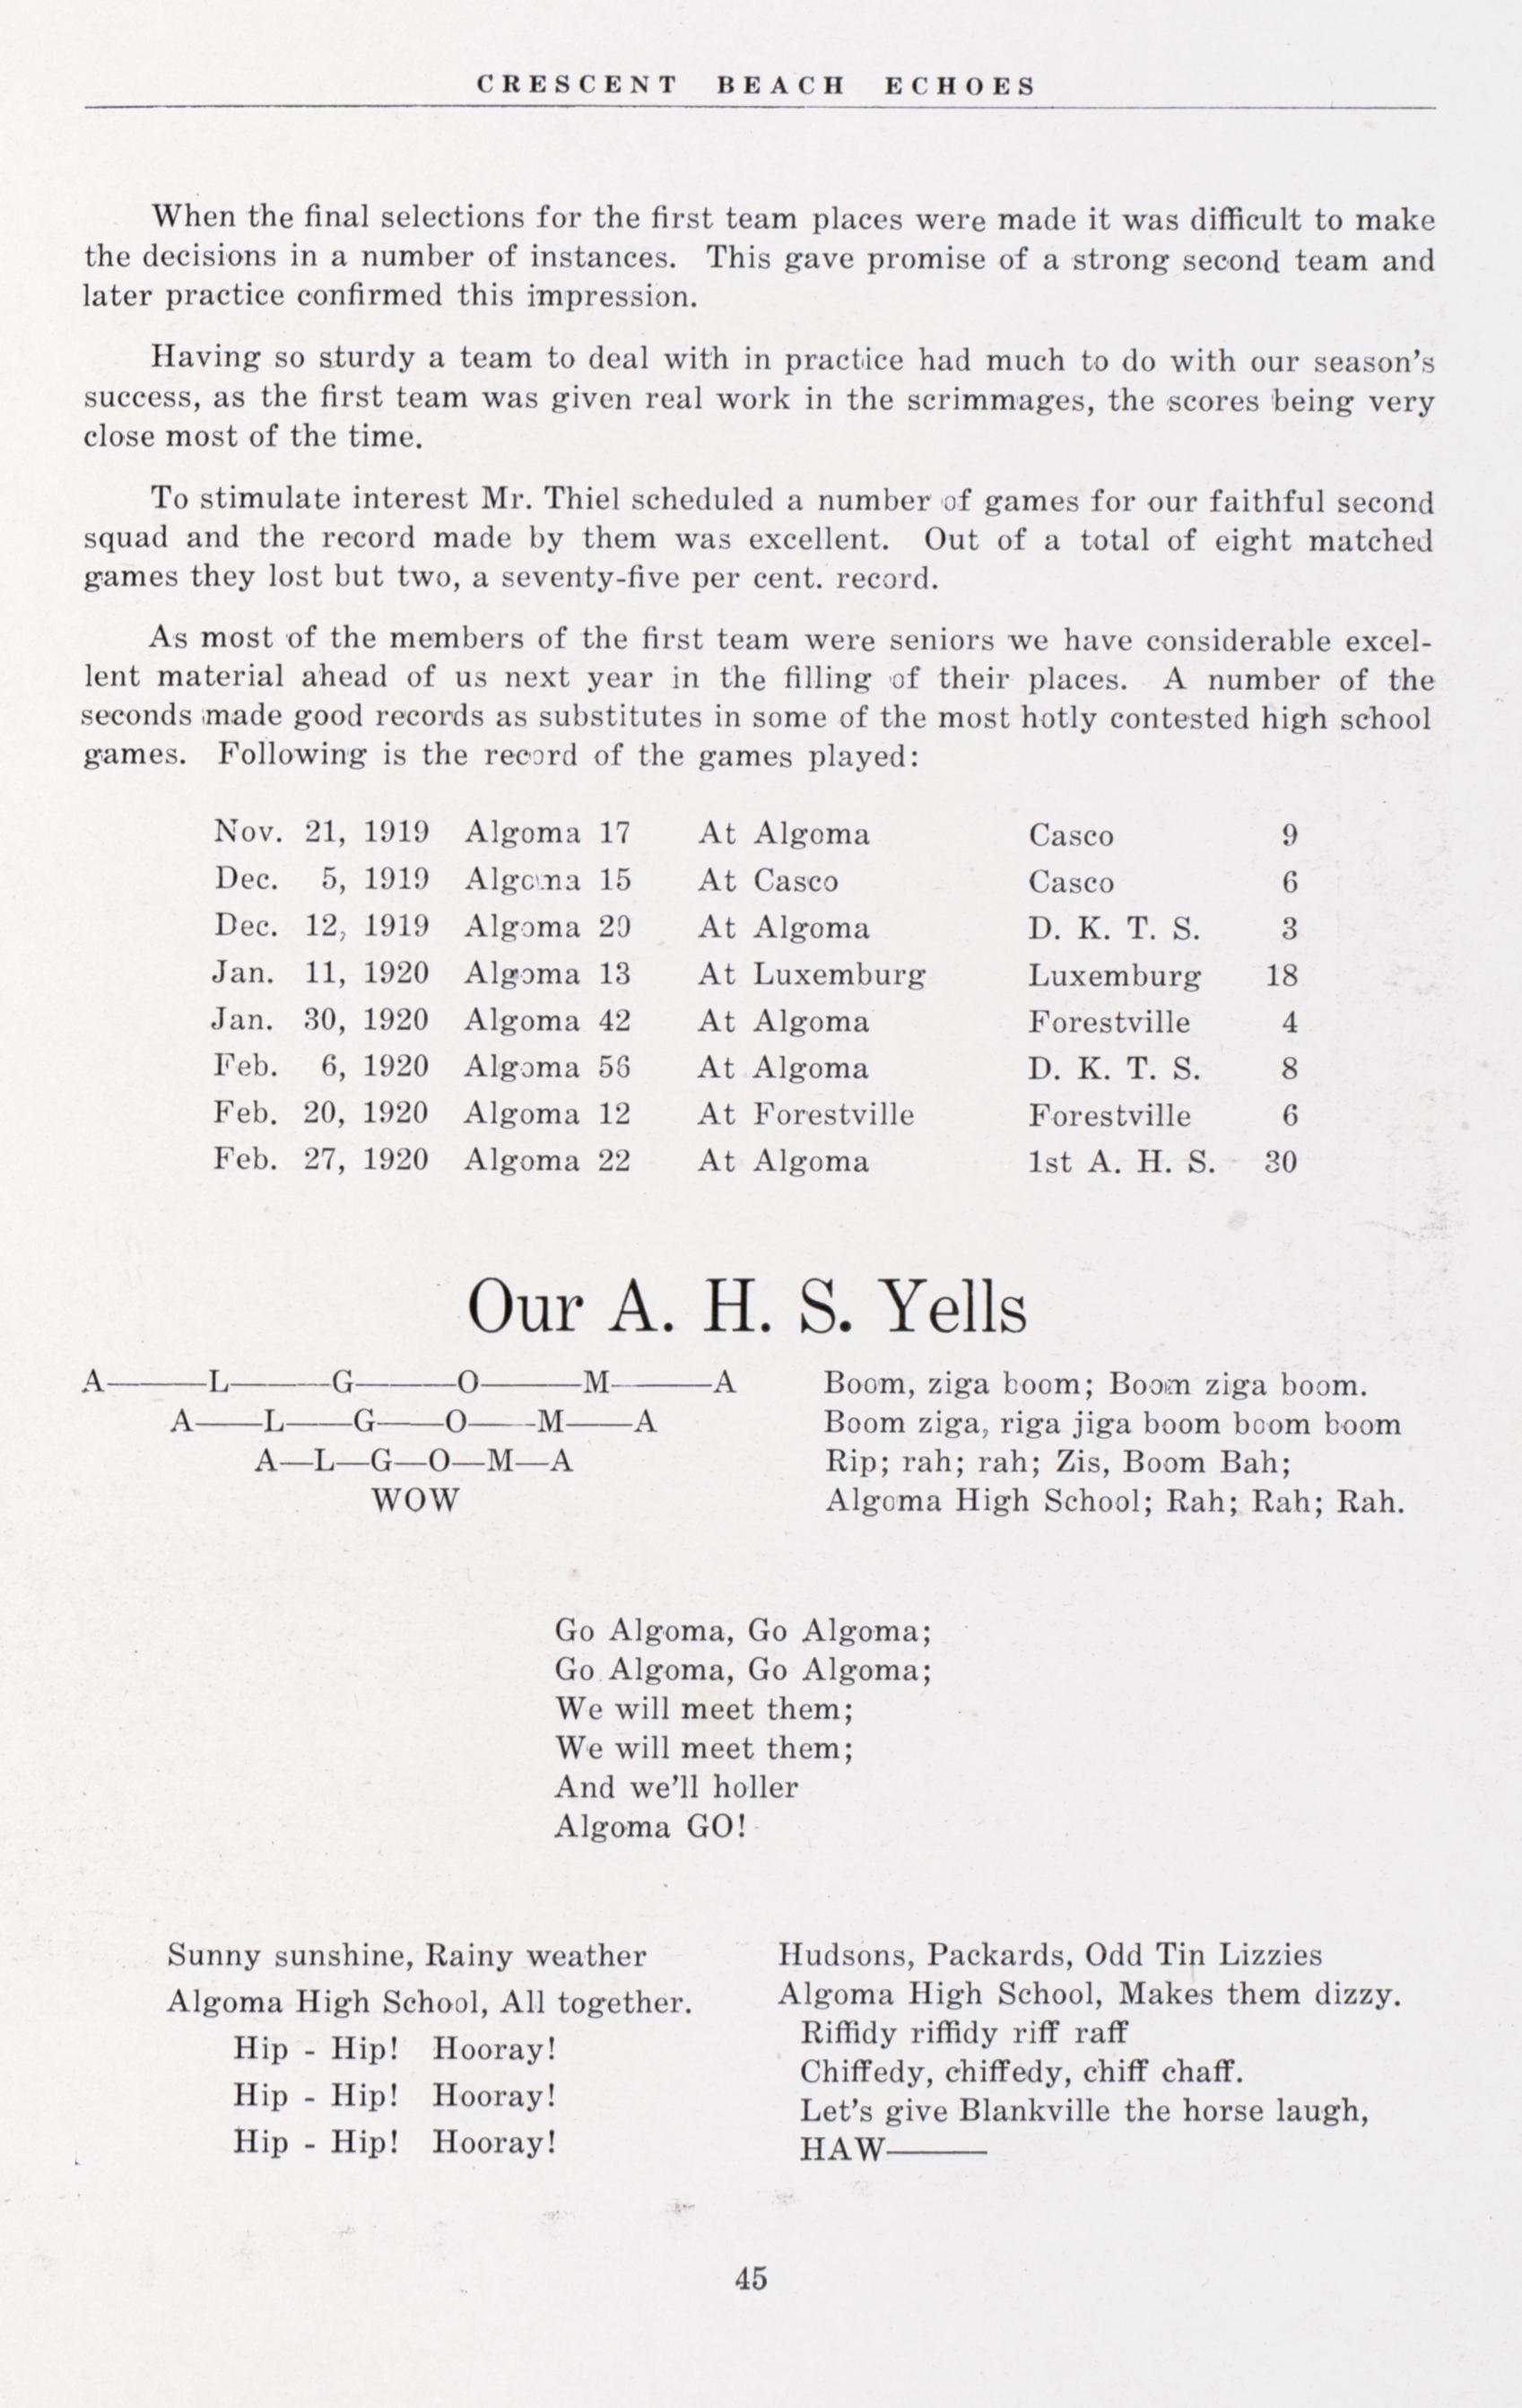 CRESCENT BEACH ECHOES
When the final selections for the first team places were made it was difficult to make
the decisions in a number of instances. This gave promise of a strong second team and
later practice confirmed this impression.
Having so sturdy a team to deal with in practice had much to do with our season's
success, as the first team was given real work in the scrimmages, the scores being very
close most of the time.
To stimulate interest Mr. Thiel scheduled a number of games for our faithful second
squad and the record made by them was excellent. Out of a total of eight matched
games they lost but two, a seventy-five per cent. record.
As most of the members of the first team were seniors we have considerable excel-
lent material ahead of us next year in the filling of their places. A number of the
seconds made good records as substitutes in some of the most hotly contested high school
games. Following is the record of the games played:
Nov. 21, 1919 Algoma 17 At Algoma Casco 9
Dec. 5, 1919 Algoma 15 At Casco Casco 6
Dec. 12, 1919 Algoma 29 At Algoma D. K. T. S. 3
Jan. 11, 1920 Algoma 13 At Luxemburg Luxemburg 18
Jan. 30, 1920 Algoma 42 At Algoma Forestville 4
Feb. 6, 1920 Algoma 56 At Algoma D. K. T. S. 8
Feb. 20, 1920 Algoma 12 At Forestville Forestville 6
Feb. 27, 1920 Algoma 22 At Algoma 1st A. H. S. 30
Our A. H. S. Yells
A———L———G———O———M———A
A——L——G——O——M——A
A—L—G—O—M—A
WOW
Boom, ziga boom; Boom ziga boom.
Boom ziga, riga jiga boom boom boom
Rip; rah; rah; Zis, Boom Bah;
Algoma High School; Rah; Rah; Rah.
Go Algoma, Go Algoma;
Go Algoma, Go Algoma;
We will meet them;
We will meet them;
And we'll holler
Algoma GO!
Sunny sunshine, Rainy weather
Algoma High School, All together.
Hip - Hip! Hooray!
Hip - Hip! Hooray!
Hip - Hip! Hooray!
Hudsons, Packards, Odd Tin Lizzies
Algoma High School, Makes them dizzy.
Riffidy riffidy riff raff
Chiffedy, chiffedy, chiff chaff.
Let's give Blankville the horse laugh,
HAW———
45